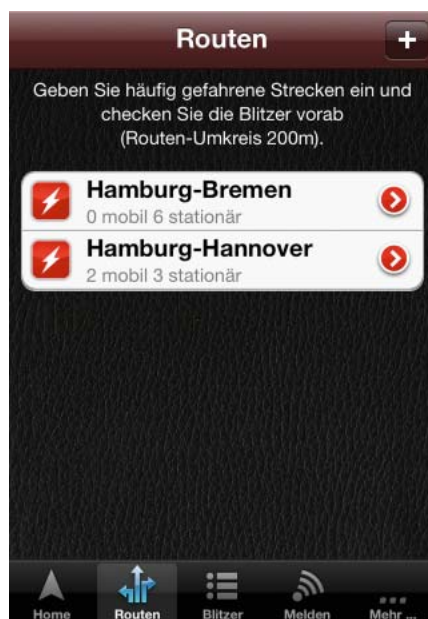 Routen
+
Geben Sie häufig gefahrene Strecken ein und
checken Sie die Blitzer vorab
(Routen-Umkreis 200m).
Hamburg-Bremen
0 mobil 6 stationär
Hamburg-Hannover
2 mobil 3 stationär
Home Routen Blitzer Melden Mehr ...